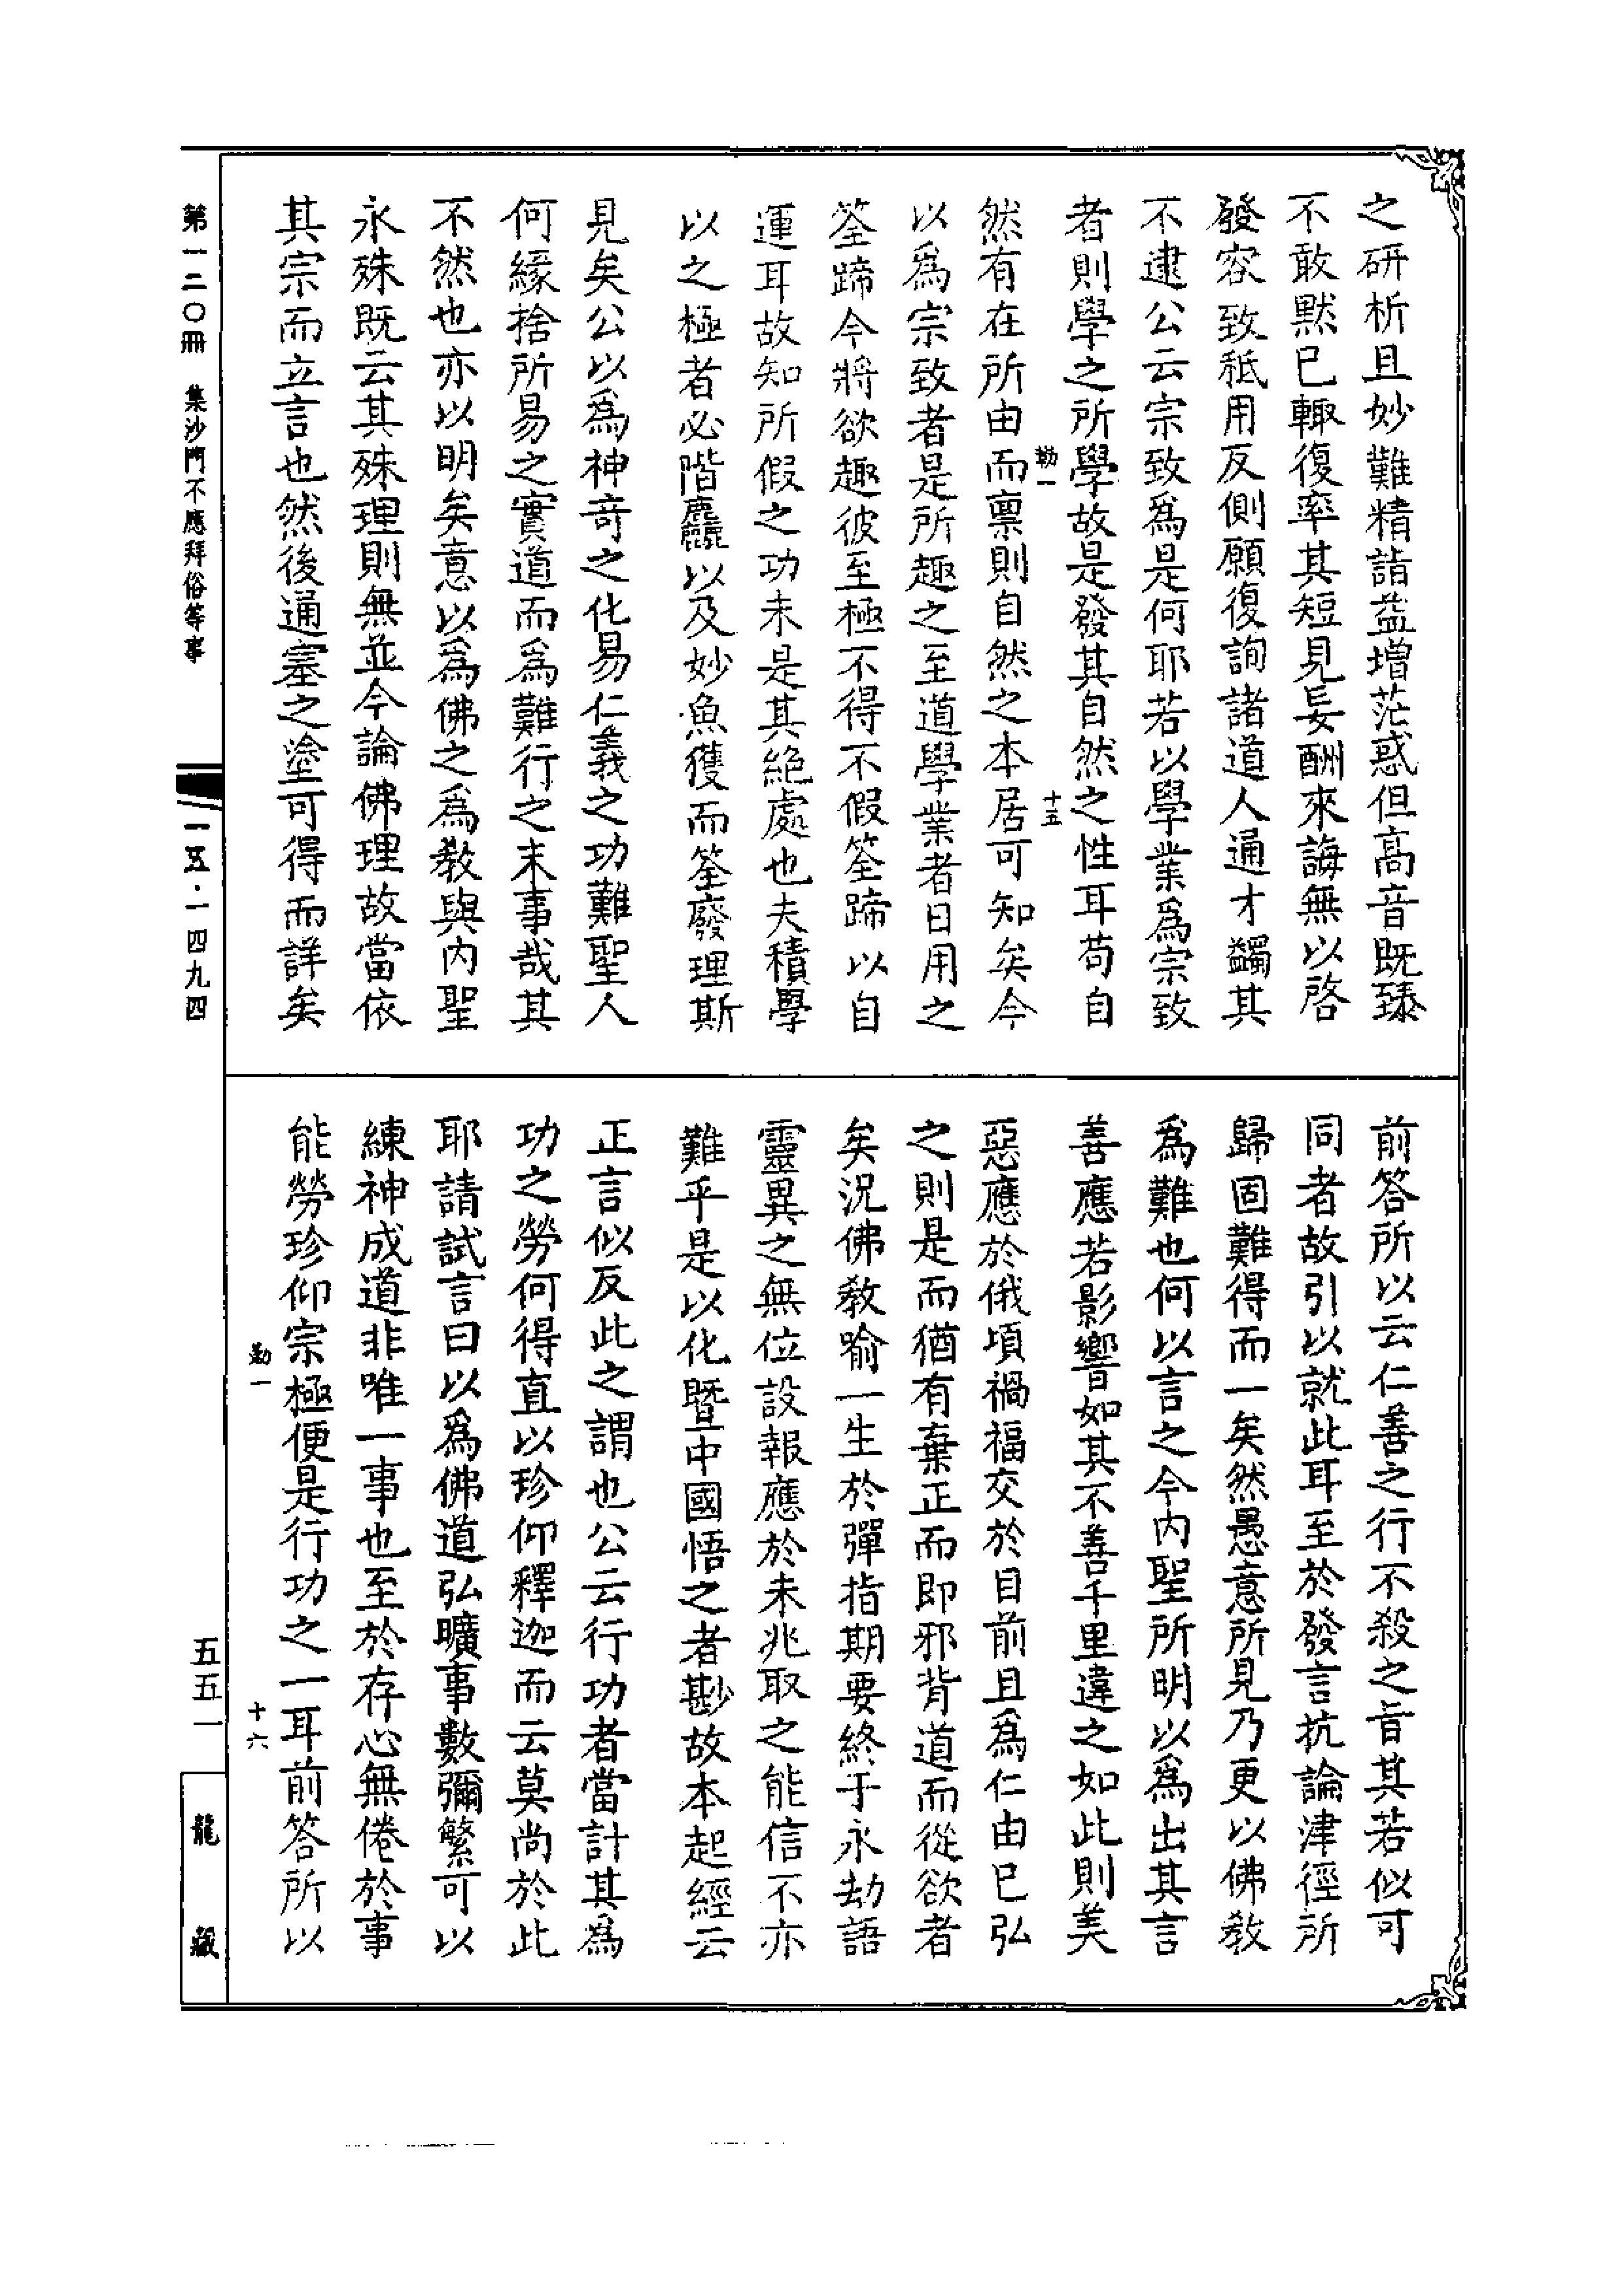 之研析且妙難精詣益增茫惑但高音既臻
不敢默已輙復率其短見妄酬來誨無以啓
發容致秖用反側願復詢諸道人通才蠲其
不逮公云宗致爲是何耶若以學業爲宗致
者則學之所學故是發其自然之性耳苟自
勒一
十五
然有在所由而禀則自然之本居可知矣今
以爲宗致者是所趣之至道學業者日用之
筌蹄今將欲趣彼至極不得不假筌蹄以自
運耳故知所假之功未是其絶處也夫積學
以之極者必階麤以及妙魚獲而筌廢理斯
見矣公以爲神竒之化易仁義之功難聖人
何緣捨所易之實道而爲難行之末事哉其
不然也亦以明矣意以爲佛之爲教與内聖
永殊既云其殊理則無並今論佛理故當依
其宗而立言也然後通塞之塗可得而詳矣
前答所以云仁善之行不殺之旨其若似可
同者故引以就此耳至於發言抗論津徑所
歸固難得而一矣然愚意所見乃更以佛教
爲難也何以言之今内聖所明以爲出其言
善應若影響如其不善千里違之如此則美
惡應於俄頃禍福交於目前且爲仁由已弘
之則是而猶有棄正而即邪背道而從欲者
矣況佛教喻一生於彈指期要終于永劫語
靈異之無位設報應於未兆取之能信不亦
難乎是以化暨中國悟之者尠故本起經云
正言似反此之謂也公云行功者當計其爲
功之勞何得直以珍仰釋迦而云莫尚於此
耶請試言曰以爲佛道弘曠事數彌繁可以
練神成道非唯一事也至於存心無倦於事
能勞珍仰宗極便是行功之一耳前答所以
勒一
十六
第一二〇冊 集沙門不應拜俗等事
一五·一四九四
五五一
龍藏